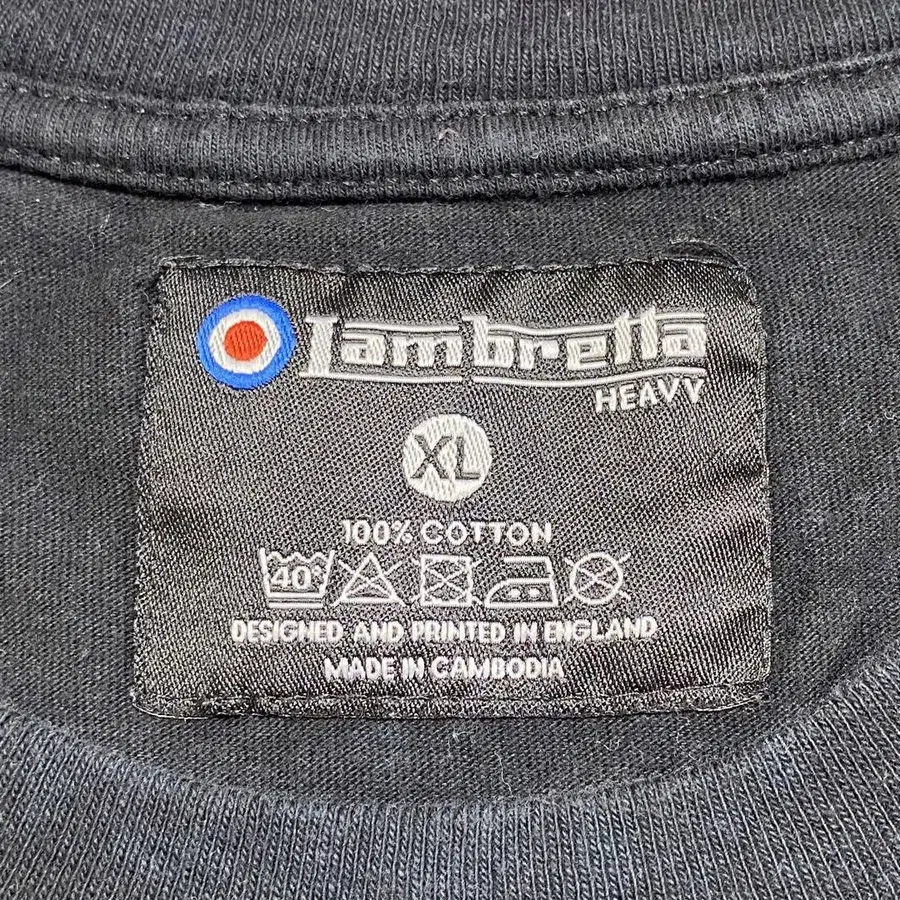 Lambretta
HEAVY
XL
100% COTTON
40°
DESIGNED AND PRINTED IN ENGLAND
MADE IN CAMBODIA